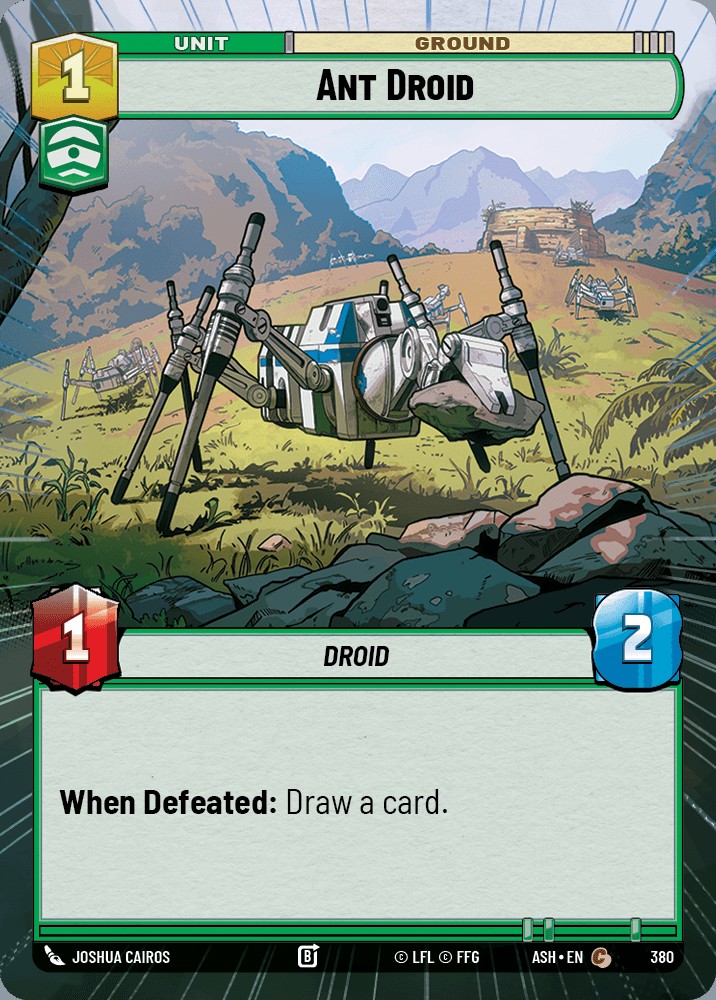 UNIT
GROUND
1
ANT DROID
1
2
DROID
When Defeated: Draw a card.
JOSHUA CAIROS
B
© LFL © FFG
ASH • EN
C
380